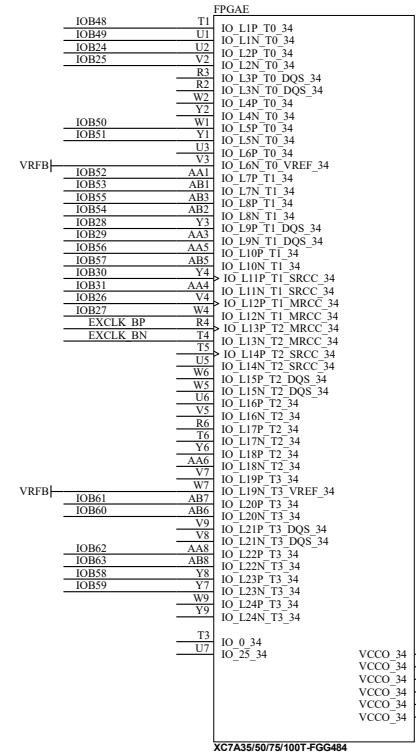 FPGAE
IOB48 T1 IO_L1P_T0_34
IOB49 U1 IO_L1N_T0_34
IOB24 U2 IO_L2P_T0_34
IOB25 V2 IO_L2N_T0_34
R3 IO_L3P_T0_DQS_34
R2 IO_L3N_T0_DQS_34
W2 IO_L4P_T0_34
Y2 IO_L4N_T0_34
IOB50 W1 IO_L5P_T0_34
IOB51 Y1 IO_L5N_T0_34
U3 IO_L6P_T0_34
VRFB V3 IO_L6N_T0_VREF_34
IOB52 AA1 IO_L7P_T1_34
IOB53 AB1 IO_L7N_T1_34
IOB55 AB3 IO_L8P_T1_34
IOB54 AB2 IO_L8N_T1_34
IOB28 Y3 IO_L9P_T1_DQS_34
IOB29 AA3 IO_L9N_T1_DQS_34
IOB56 AA5 IO_L10P_T1_34
IOB57 AB5 IO_L10N_T1_34
IOB30 Y4 IO_L11P_T1_SRCC_34
IOB31 AA4 IO_L11N_T1_SRCC_34
IOB26 V4 IO_L12P_T1_MRCC_34
IOB27 W4 IO_L12N_T1_MRCC_34
EXCLK_BP R4 IO_L13P_T2_MRCC_34
EXCLK_BN T4 IO_L13N_T2_MRCC_34
T5 IO_L14P_T2_SRCC_34
U5 IO_L14N_T2_SRCC_34
W6 IO_L15P_T2_DQS_34
W5 IO_L15N_T2_DQS_34
U6 IO_L16P_T2_34
V5 IO_L16N_T2_34
R6 IO_L17P_T2_34
T6 IO_L17N_T2_34
Y6 IO_L18P_T2_34
AA6 IO_L18N_T2_34
V7 IO_L19P_T3_34
VRFB W7 IO_L19N_T3_VREF_34
IOB61 AB7 IO_L20P_T3_34
IOB60 AB6 IO_L20N_T3_34
V9 IO_L21P_T3_DQS_34
V8 IO_L21N_T3_DQS_34
IOB62 AA8 IO_L22P_T3_34
IOB63 AB8 IO_L22N_T3_34
IOB58 Y8 IO_L23P_T3_34
IOB59 Y7 IO_L23N_T3_34
W9 IO_L24P_T3_34
Y9 IO_L24N_T3_34
T3 IO_0_34
U7 IO_25_34 VCCO_34
VCCO_34
VCCO_34
VCCO_34
VCCO_34
VCCO_34
XC7A35/50/75/100T-FGG484